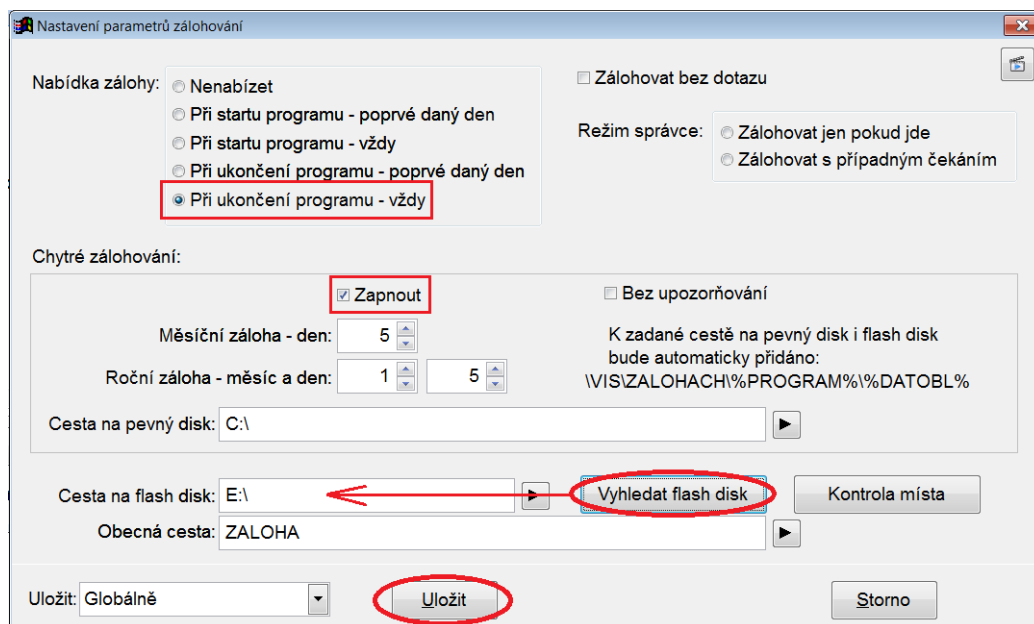 Nastavení parametrů zálohování
Nabídka zálohy:
Nenabízet
Při startu programu - poprvé daný den
Při startu programu - vždy
Při ukončení programu - poprvé daný den
Při ukončení programu - vždy
Zálohovat bez dotazu
Režim správce:
Zálohovat jen pokud jde
Zálohovat s případným čekáním
Chytré zálohování:
Zapnout
Bez upozorňování
Měsíční záloha - den: 5
Roční záloha - měsíc a den: 1 5
K zadané cestě na pevný disk i flash disk
bude automaticky přidáno:
\VIS\ZALOHACH\%PROGRAM%\%DATOBL%
Cesta na pevný disk: C:\
Cesta na flash disk: E:\ Vyhledat flash disk Kontrola místa
Obecná cesta: ZALOHA
Uložit: Globálně Uložit Storno